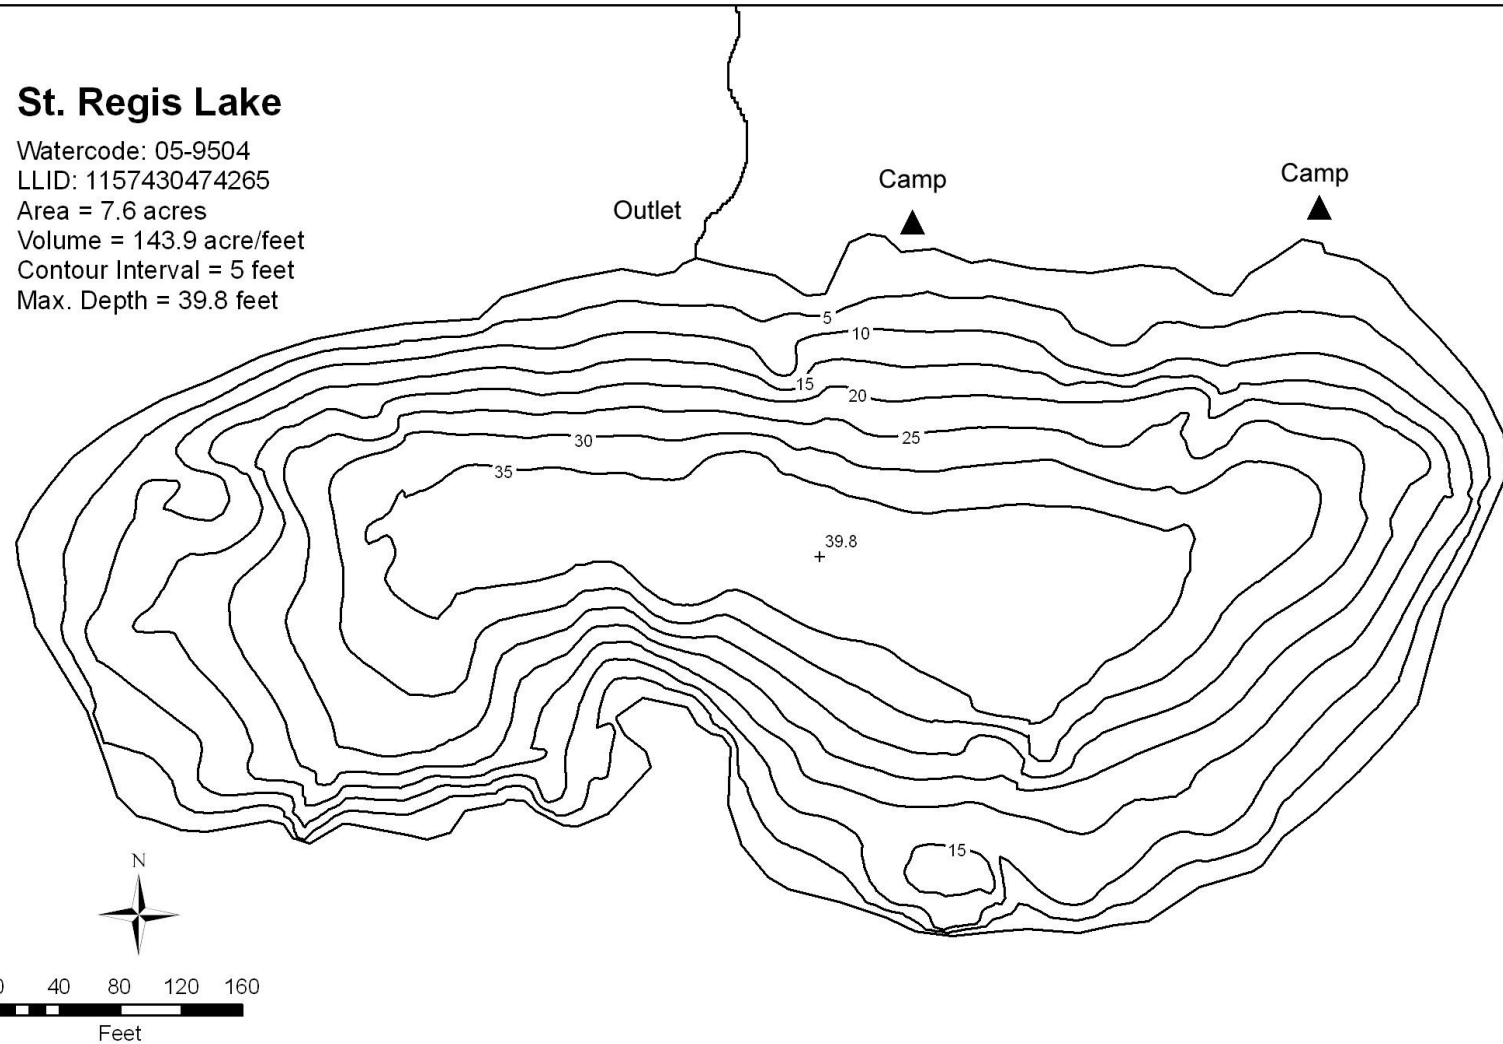 St. Regis Lake
Watercode: 05-9504
LLID: 1157430474265
Area = 7.6 acres
Volume = 143.9 acre/feet
Contour Interval = 5 feet
Max. Depth = 39.8 feet
Outlet
Camp
Camp
5
10
15
20
25
30
35
39.8
15
N
0 40 80 120 160
Feet